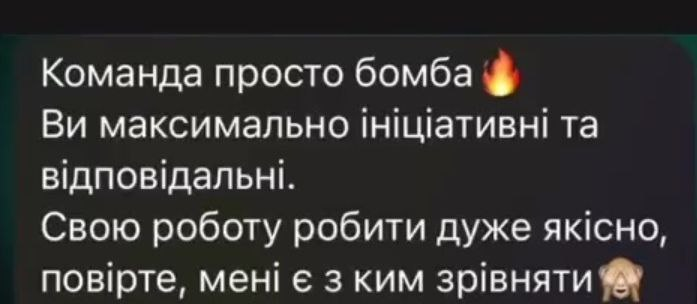 Команда просто бомба🔥
Ви максимально ініціативні та
відповідальні.
Свою роботу робити дуже якісно,
повірте, мені є з ким зрівняти🙈